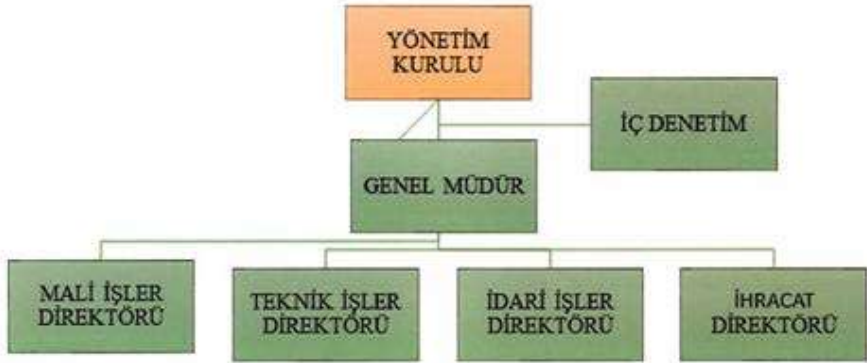 YÖNETİM
KURULU
İÇ DENETİM
GENEL MÜDÜR
MALİ İŞLER
DİREKTÖRÜ
TEKNİK İŞLER
DİREKTÖRÜ
İDARİ İŞLER
DİREKTÖRÜ
İHRACAT
DİREKTÖRÜ